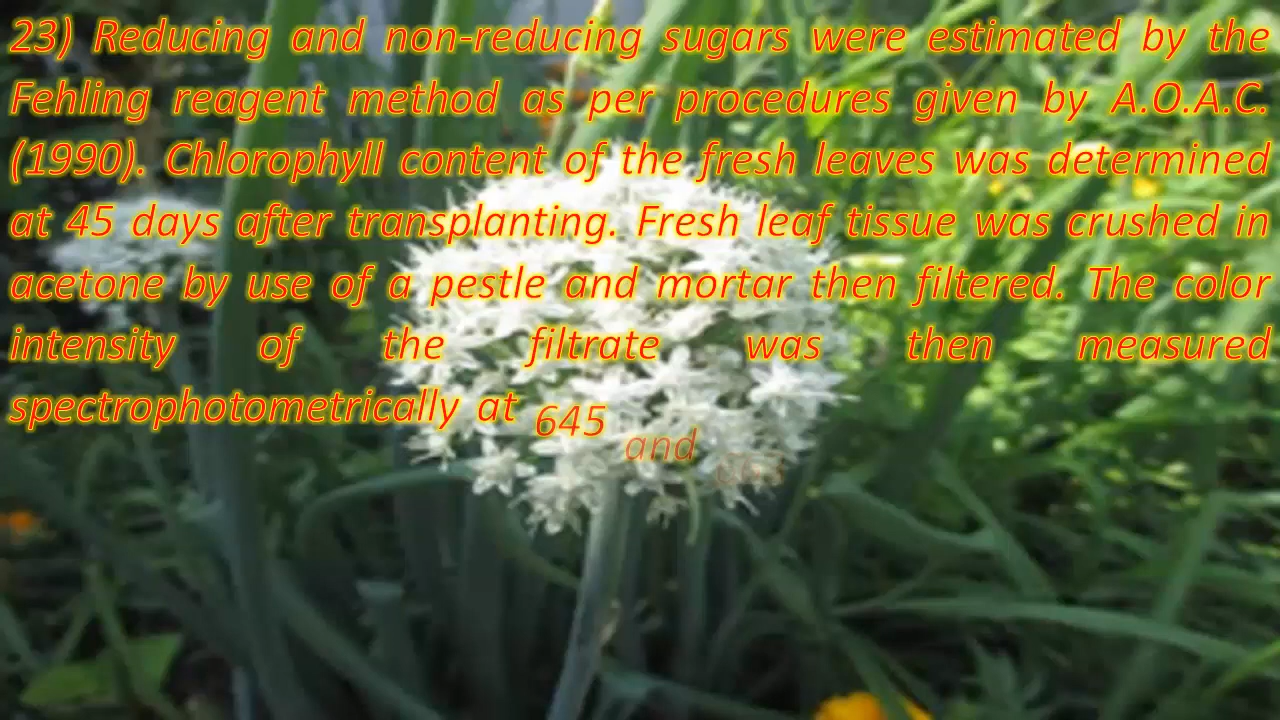 23) Reducing and non-reducing sugars were estimated by the
Fehling reagent method as per procedures given by A.O.A.C.
(1990). Chlorophyll content of the fresh leaves was determined
at 45 days after transplanting. Fresh leaf tissue was crushed in
acetone by use of a pestle and mortar then filtered. The color
intensity of the filtrate was then measured
spectrophotometrically at 645 and